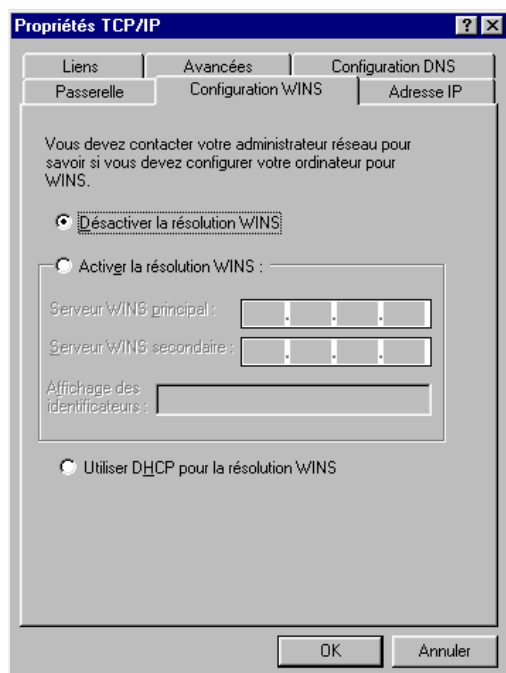 Propriétés TCP/IP
Liens
Avancées
Configuration DNS
Passerelle
Configuration WINS
Adresse IP
Vous devez contacter votre administrateur réseau pour
savoir si vous devez configurer votre ordinateur pour
WINS.
Désactiver la résolution WINS
Activer la résolution WINS :
Serveur WINS principal :
Serveur WINS secondaire :
Affichage des
identificateurs :
Utiliser DHCP pour la résolution WINS
OK
Annuler